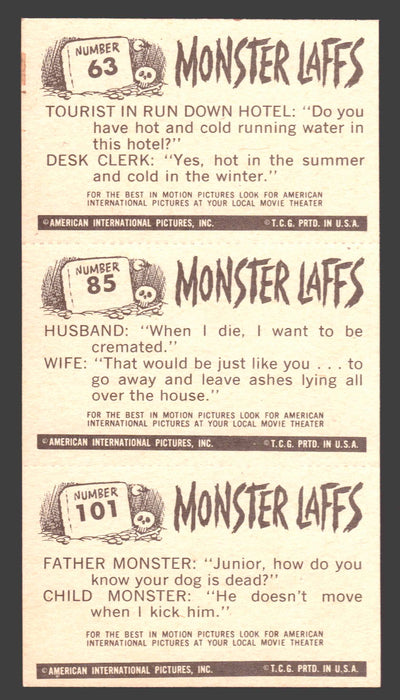 NUMBER
63
MONSTER LAFFS
TOURIST IN RUN DOWN HOTEL: "Do you
have hot and cold running water in
this hotel?"
DESK CLERK: "Yes, hot in the summer
and cold in the winter."
FOR THE BEST IN MOTION PICTURES LOOK FOR AMERICAN
INTERNATIONAL PICTURES AT YOUR LOCAL MOVIE THEATER
©AMERICAN INTERNATIONAL PICTURES, INC. ©T.C.G. PRTD. IN U.S.A.
NUMBER
85
MONSTER LAFFS
HUSBAND: "When I die, I want to be
cremated."
WIFE: "That would be just like you . . . to
go away and leave ashes lying all
over the house."
FOR THE BEST IN MOTION PICTURES LOOK FOR AMERICAN
INTERNATIONAL PICTURES AT YOUR LOCAL MOVIE THEATER
©AMERICAN INTERNATIONAL PICTURES, INC. ©T.C.G. PRTD. IN U.S.A.
NUMBER
101
MONSTER LAFFS
FATHER MONSTER: "Junior, how do you
know your dog is dead?"
CHILD MONSTER: "He doesn't move
when I kick him."
FOR THE BEST IN MOTION PICTURES LOOK FOR AMERICAN
INTERNATIONAL PICTURES AT YOUR LOCAL MOVIE THEATER
©AMERICAN INTERNATIONAL PICTURES, INC. ©T.C.G. PRTD. IN U.S.A.